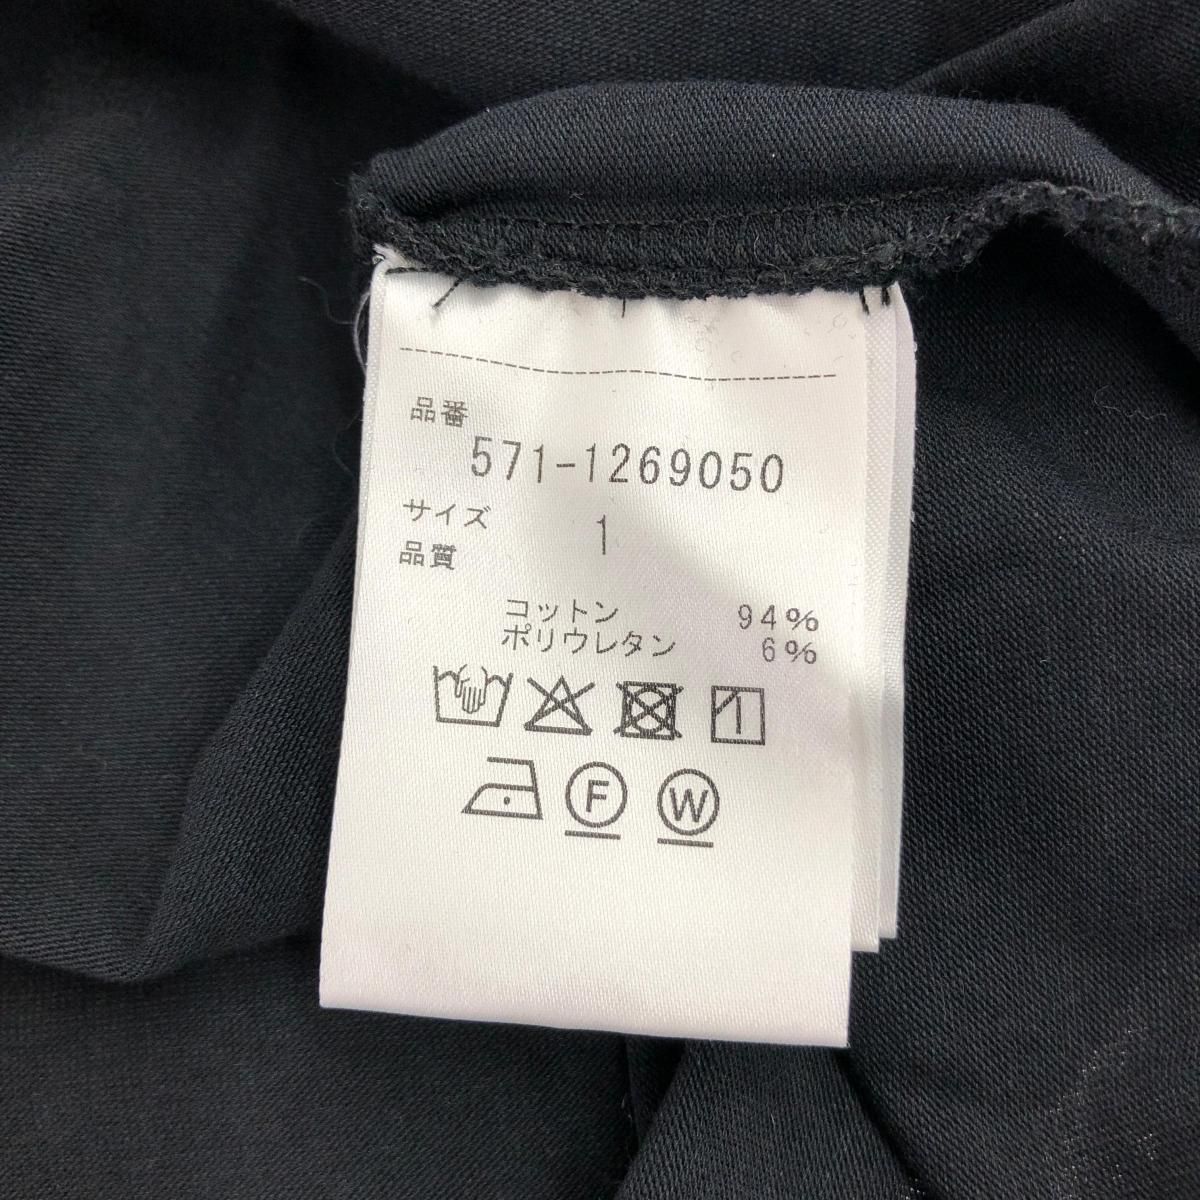 品番
571-1269050
サイズ 1
品質
コットン 94%
ポリウレタン 6%
F W